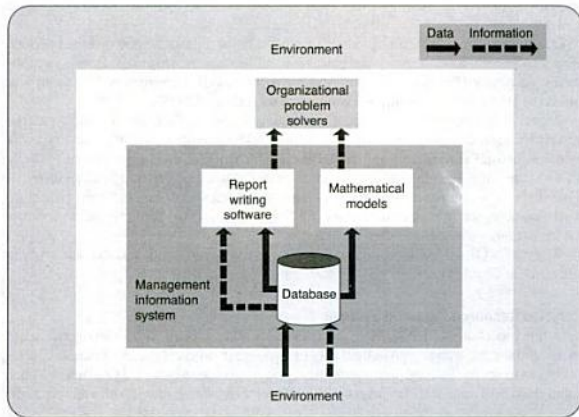 Data Information
Environment
Organizational
problem
solvers
Report
writing
software
Mathematical
models
Management
information
system
Database
Environment